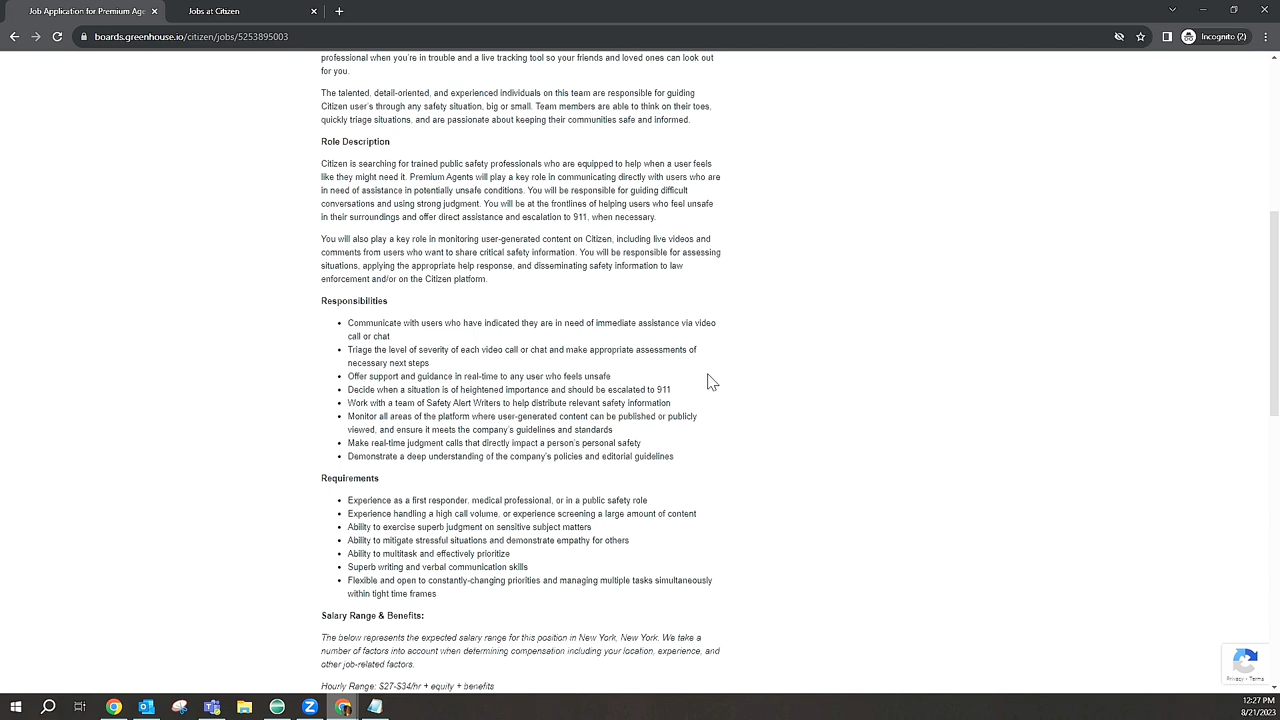 Job Application for Premium Age
Jobs at Citizen
boards.greenhouse.io/citizen/jobs/5253895003
Incognito (2)
professional when you're in trouble and a live tracking tool so your friends and loved ones can look out
for you.
The talented, detail-oriented, and experienced individuals on this team are responsible for guiding
Citizen user's through any safety situation, big or small. Team members are able to think on their toes,
quickly triage situations, and are passionate about keeping their communities safe and informed.
Role Description
Citizen is searching for trained public safety professionals who are equipped to help when a user feels
like they might need it. Premium Agents will play a key role in communicating directly with users who are
in need of assistance in potentially unsafe conditions. You will be responsible for guiding difficult
conversations and using strong judgment. You will be at the frontlines of helping users who feel unsafe
in their surroundings and offer direct assistance and escalation to 911, when necessary.
You will also play a key role in monitoring user-generated content on Citizen, including live videos and
comments from users who want to share critical safety information. You will be responsible for assessing
situations, applying the appropriate help response, and disseminating safety information to law
enforcement and/or on the Citizen platform.
Responsibilities
• Communicate with users who have indicated they are in need of immediate assistance via video
call or chat
• Triage the level of severity of each video call or chat and make appropriate assessments of
necessary next steps
• Offer support and guidance in real-time to any user who feels unsafe
• Decide when a situation is of heightened importance and should be escalated to 911
• Work with a team of Safety Alert Writers to help distribute relevant safety information
• Monitor all areas of the platform where user-generated content can be published or publicly
viewed, and ensure it meets the company's guidelines and standards
• Make real-time judgment calls that directly impact a person's personal safety
• Demonstrate a deep understanding of the company's policies and editorial guidelines
Requirements
• Experience as a first responder, medical professional, or in a public safety role
• Experience handling a high call volume, or experience screening a large amount of content
• Ability to exercise superb judgment on sensitive subject matters
• Ability to mitigate stressful situations and demonstrate empathy for others
• Ability to multitask and effectively prioritize
• Superb writing and verbal communication skills
• Flexible and open to constantly-changing priorities and managing multiple tasks simultaneously
within tight time frames
Salary Range & Benefits:
The below represents the expected salary range for this position in New York, New York. We take a
number of factors into account when determining compensation including your location, experience, and
other job-related factors.
Hourly Range: $27-$34/hr + equity + benefits
Privacy - Terms
12:27 PM
8/21/2023